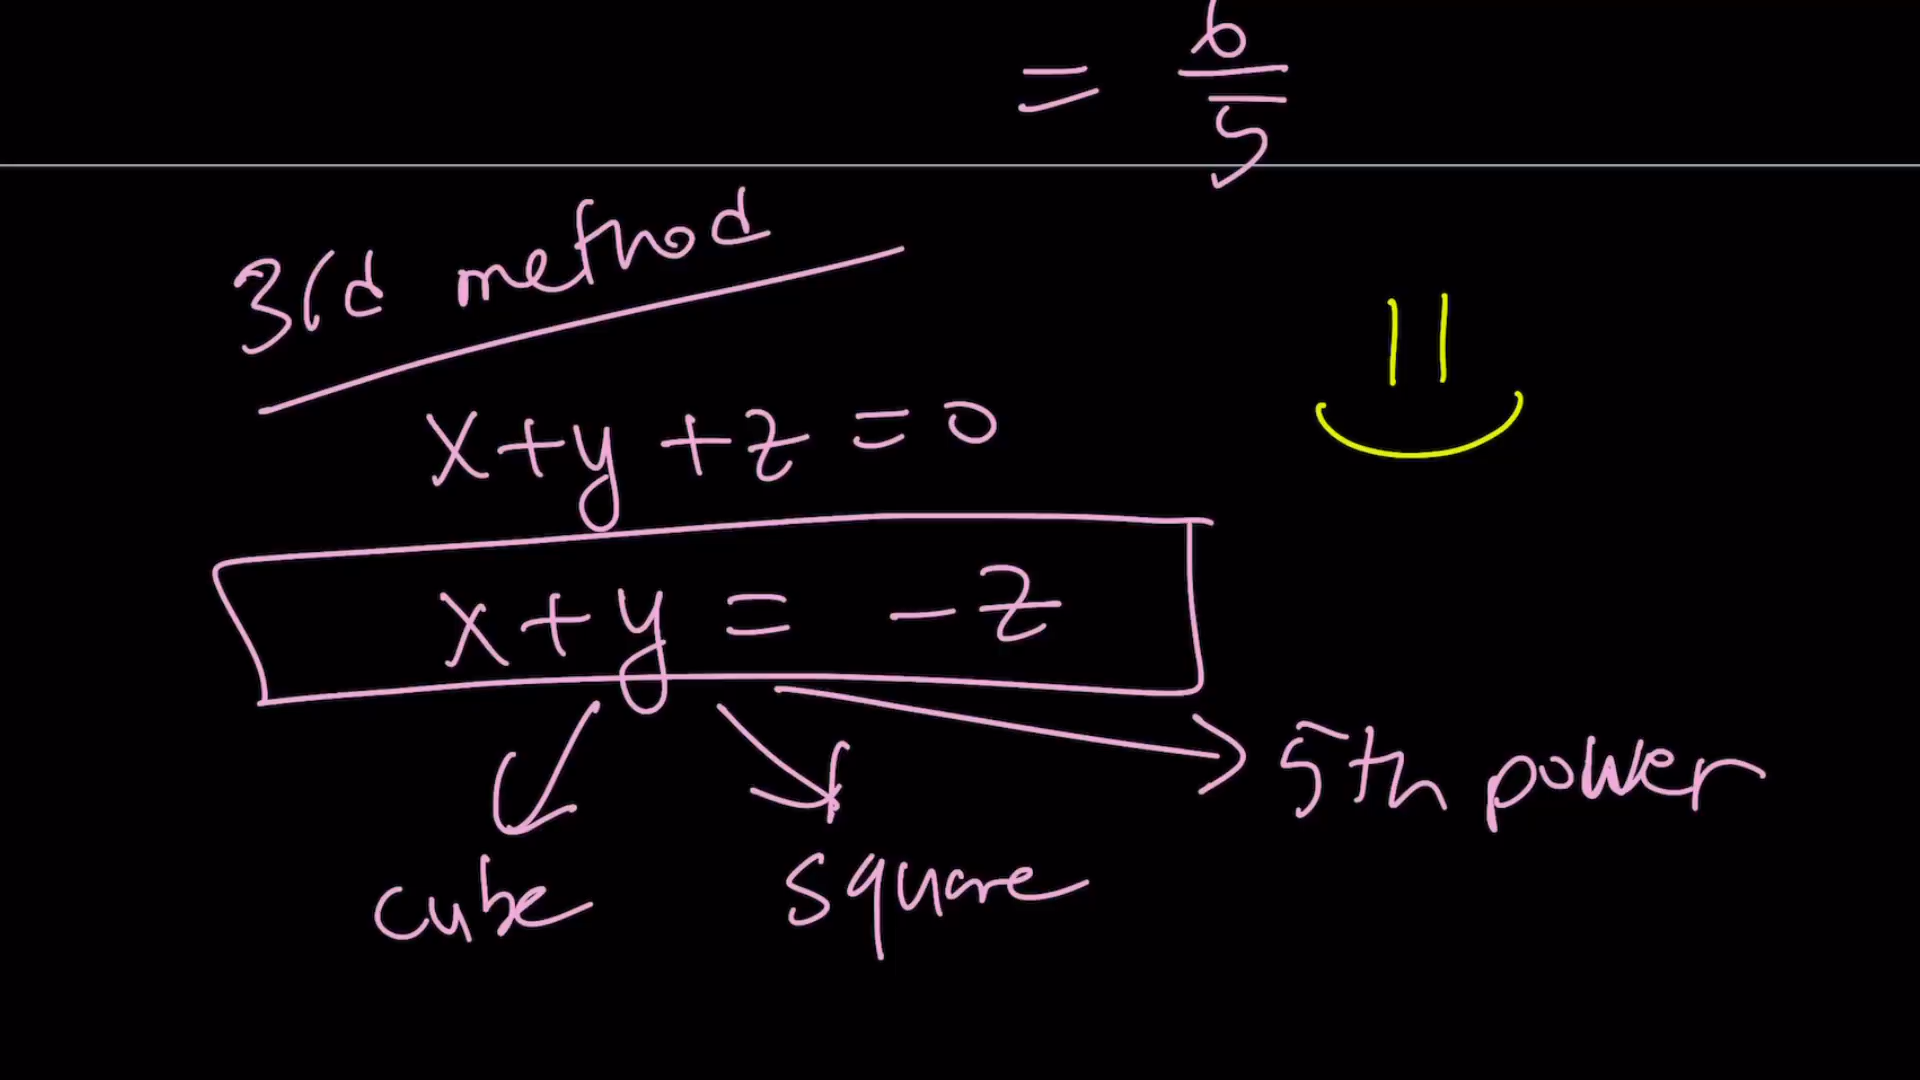 = 6/5
3rd method
x+y+z=0
x+y = -z
5th power
cube square